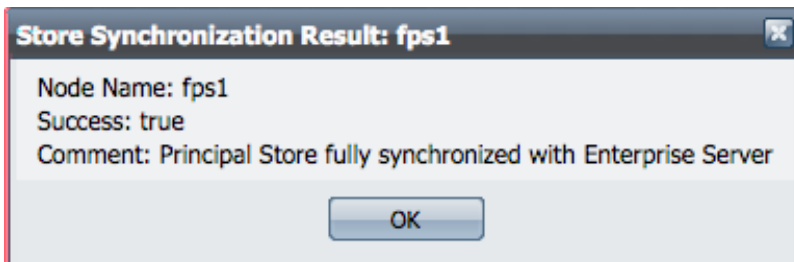 Store Synchronization Result: fps1
Node Name: fps1
Success: true
Comment: Principal Store fully synchronized with Enterprise Server
OK